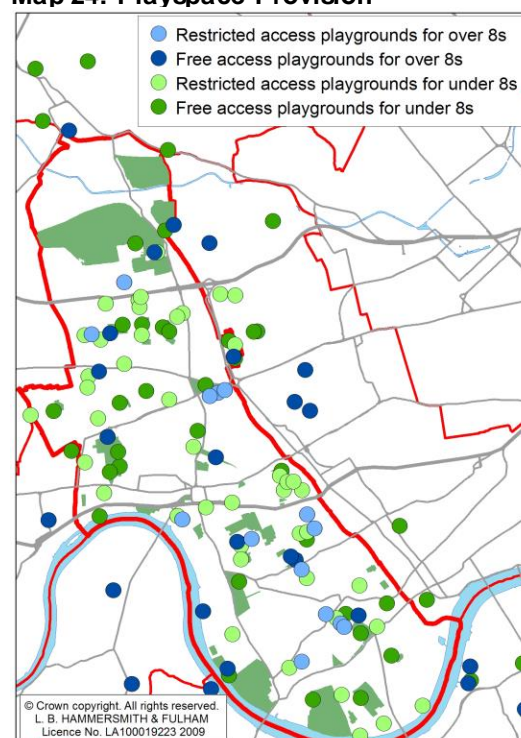 Map 24: Playspace Provision
Restricted access playgrounds for over 8s
Free access playgrounds for over 8s
Restricted access playgrounds for under 8s
Free access playgrounds for under 8s
© Crown copyright. All rights reserved.
L. B. HAMMERSMITH & FULHAM
Licence No. LA100019223 2009